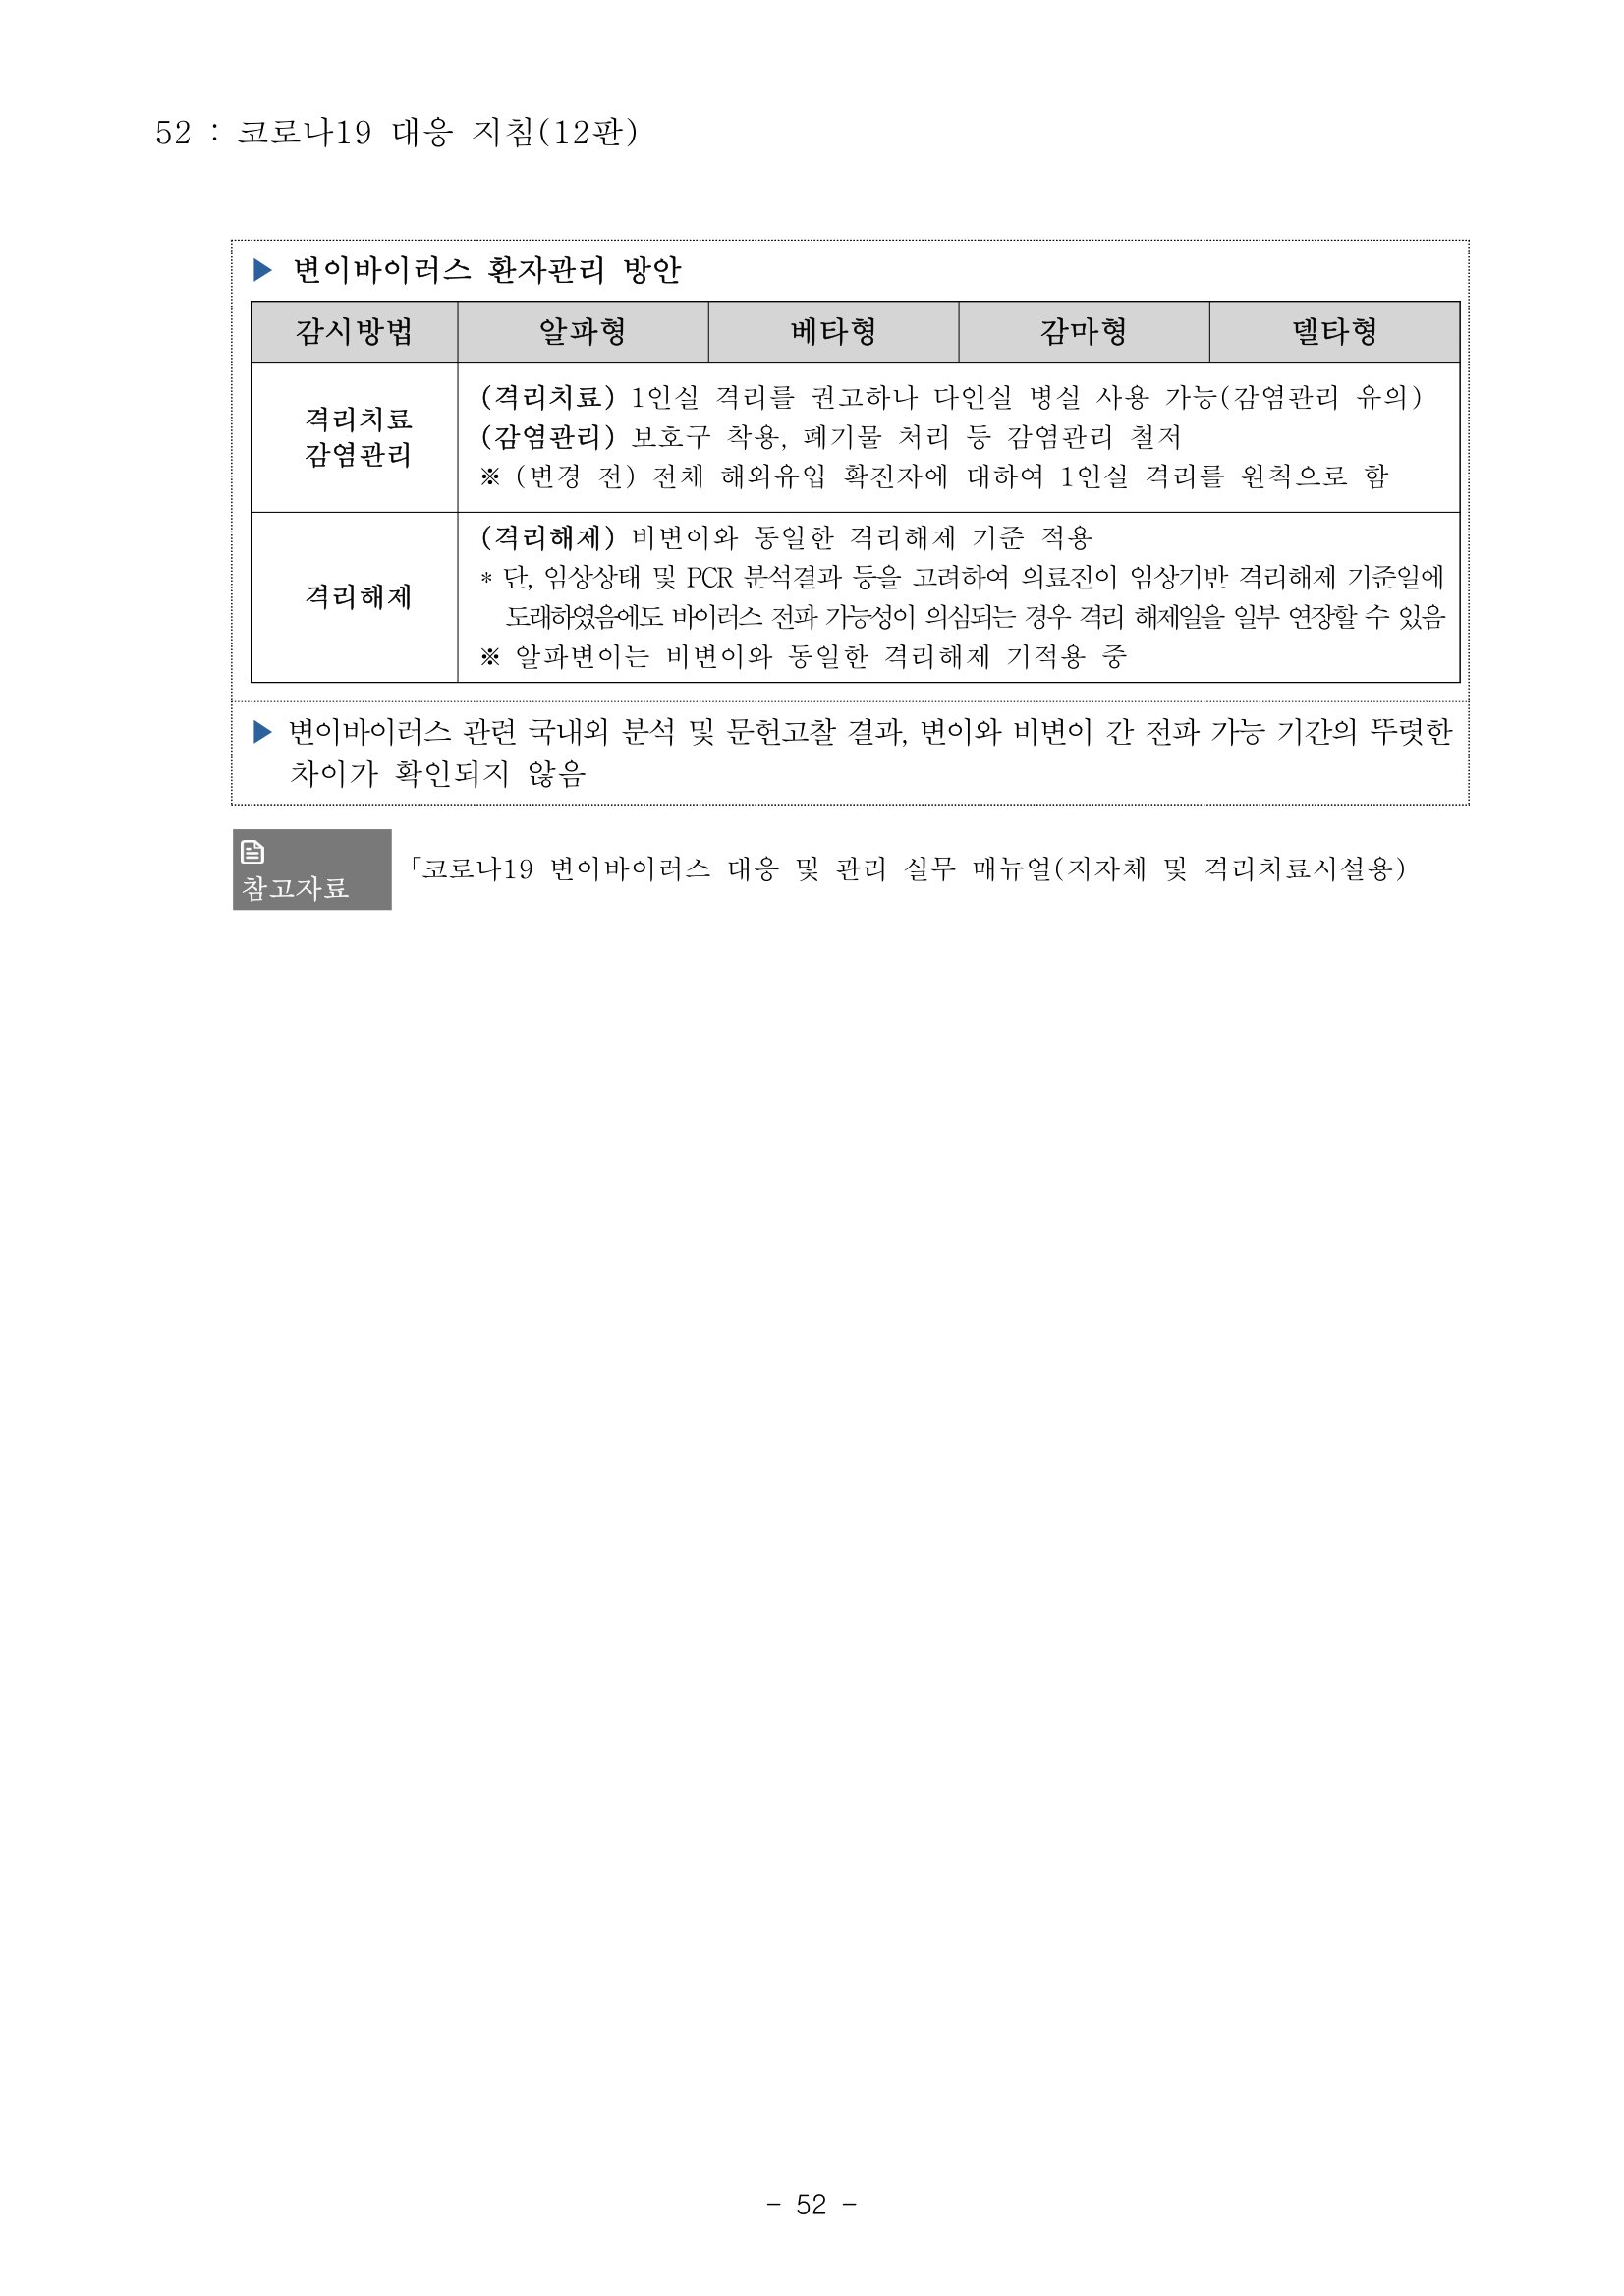 52 : 코로나19 대응 지침(12판)
▶ 변이바이러스 환자관리 방안
감시방법 알파형 베타형 감마형 델타형
격리치료
감염관리
(격리치료) 1인실 격리를 권고하나 다인실 병실 사용 가능(감염관리 유의)
(감염관리) 보호구 착용, 폐기물 처리 등 감염관리 철저
※ (변경 전) 전체 해외유입 확진자에 대하여 1인실 격리를 원칙으로 함
격리해제
(격리해제) 비변이와 동일한 격리해제 기준 적용
* 단, 임상상태 및 PCR 분석결과 등을 고려하여 의료진이 임상기반 격리해제 기준일에
도래하였음에도 바이러스 전파 가능성이 의심되는 경우 격리 해제일을 일부 연장할 수 있음
※ 알파변이는 비변이와 동일한 격리해제 기적용 중
▶ 변이바이러스 관련 국내외 분석 및 문헌고찰 결과, 변이와 비변이 간 전파 가능 기간의 뚜렷한
차이가 확인되지 않음
참고자료
「코로나19 변이바이러스 대응 및 관리 실무 매뉴얼(지자체 및 격리치료시설용)
- 52 -